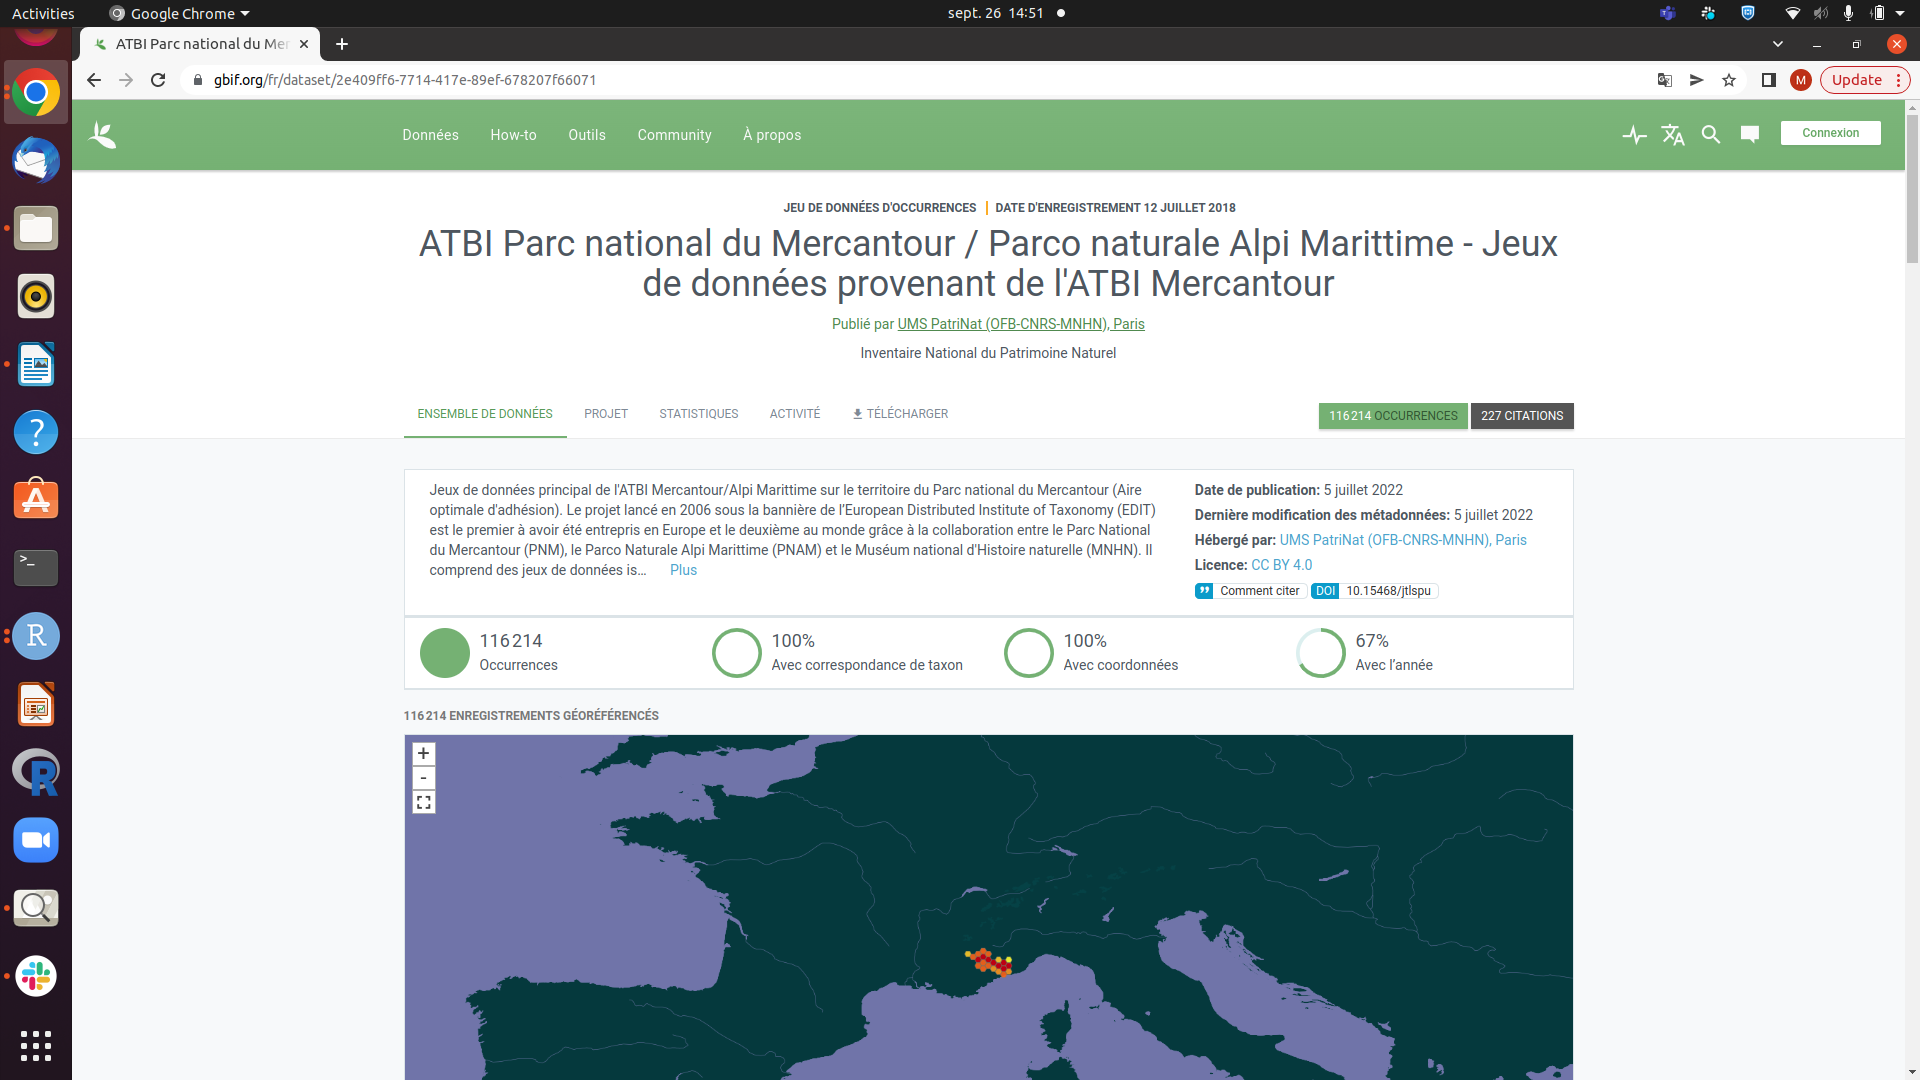 Activities
Google Chrome
sept. 26 14:51
ATBI Parc national du Mer
gbif.org/fr/dataset/2e409ff6-7714-417e-89ef-678207f66071
M
Update
Données
How-to
Outils
Community
À propos
Connexion
JEU DE DONNÉES D'OCCURRENCES
DATE D'ENREGISTREMENT 12 JUILLET 2018
ATBI Parc national du Mercantour / Parco naturale Alpi Marittime - Jeux
de données provenant de l'ATBI Mercantour
Publié par UMS PatriNat (OFB-CNRS-MNHN), Paris
Inventaire National du Patrimoine Naturel
ENSEMBLE DE DONNÉES
PROJET
STATISTIQUES
ACTIVITÉ
TÉLÉCHARGER
116 214 OCCURRENCES
227 CITATIONS
Jeux de données principal de l'ATBI Mercantour/Alpi Marittime sur le territoire du Parc national du Mercantour (Aire
optimale d'adhésion). Le projet lancé en 2006 sous la bannière de l’European Distributed Institute of Taxonomy (EDIT)
est le premier à avoir été entrepris en Europe et le deuxième au monde grâce à la collaboration entre le Parc National
du Mercantour (PNM), le Parco Naturale Alpi Marittime (PNAM) et le Muséum national d'Histoire naturelle (MNHN). Il
comprend des jeux de données is… Plus
Date de publication: 5 juillet 2022
Dernière modification des métadonnées: 5 juillet 2022
Hébergé par: UMS PatriNat (OFB-CNRS-MNHN), Paris
Licence: CC BY 4.0
Comment citer
DOI 10.15468/jtlspu
116 214
Occurrences
100%
Avec correspondance de taxon
100%
Avec coordonnées
67%
Avec l’année
116 214 ENREGISTREMENTS GÉORÉFÉRENCÉS
+
-